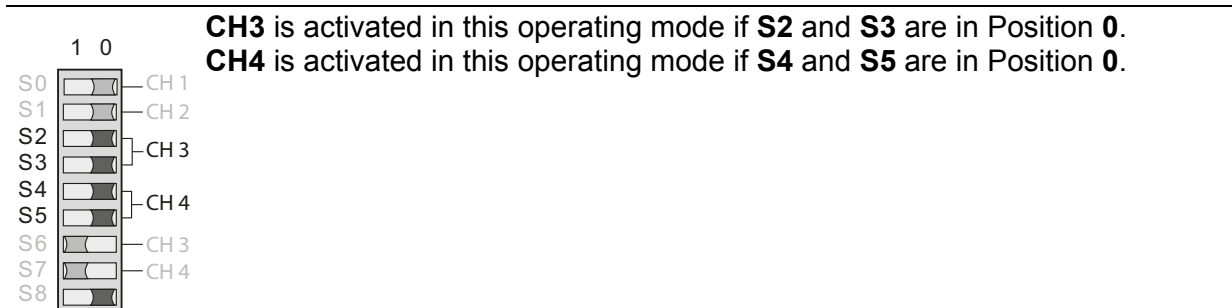 CH3 is activated in this operating mode if S2 and S3 are in Position 0.
CH4 is activated in this operating mode if S4 and S5 are in Position 0.
1 0
S0 CH 1
S1 CH 2
S2
CH 3
S3
S4
CH 4
S5
S6 CH 3
S7 CH 4
S8